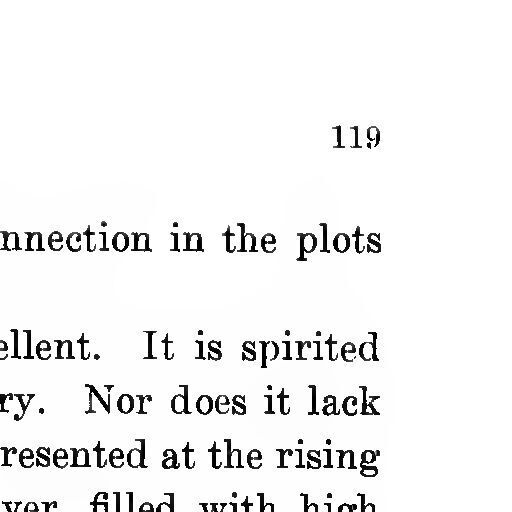 119
nnection in the plots
ellent. It is spirited
ry. Nor does it lack
resented at the rising
ver, filled with high